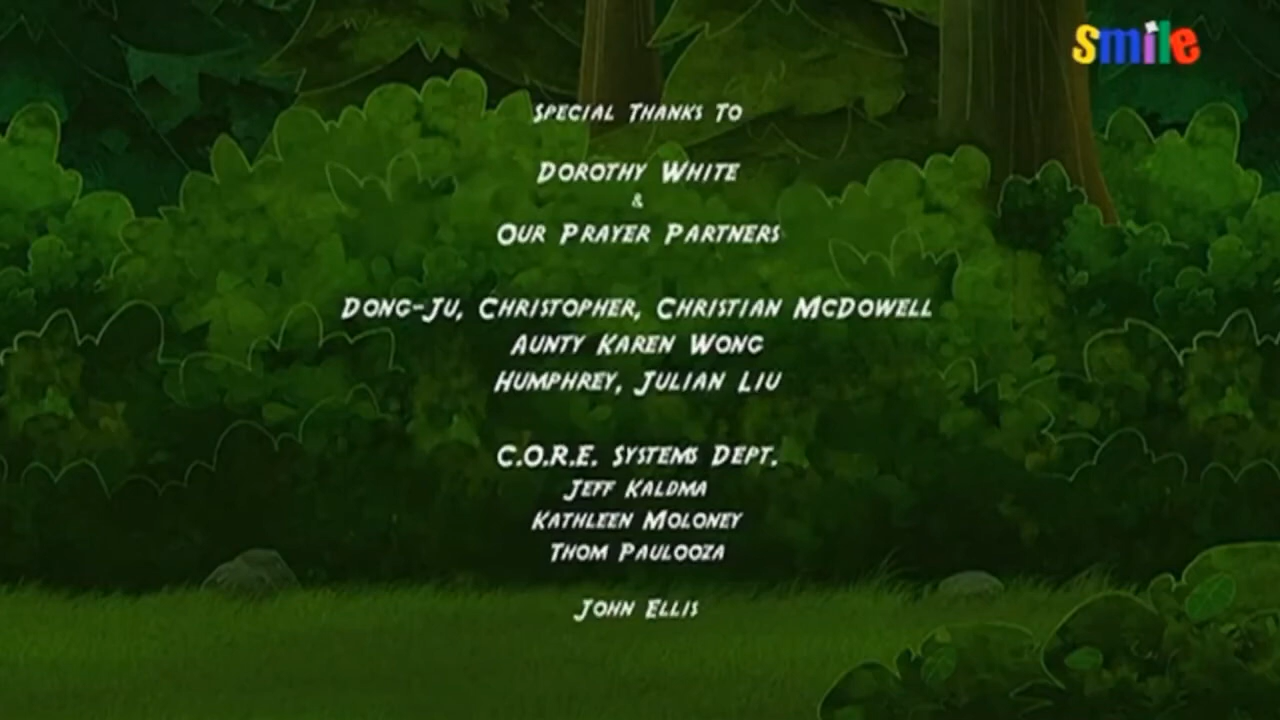 smile
Special Thanks To
Dorothy White
&
Our Prayer Partners
Dong-Ju, Christopher, Christian McDowell
Aunty Karen Wong
Humphrey, Julian Liu
C.O.R.E. Systems Dept.
Jeff Kaldma
Kathleen Moloney
Thom Paulooza
John Ellis